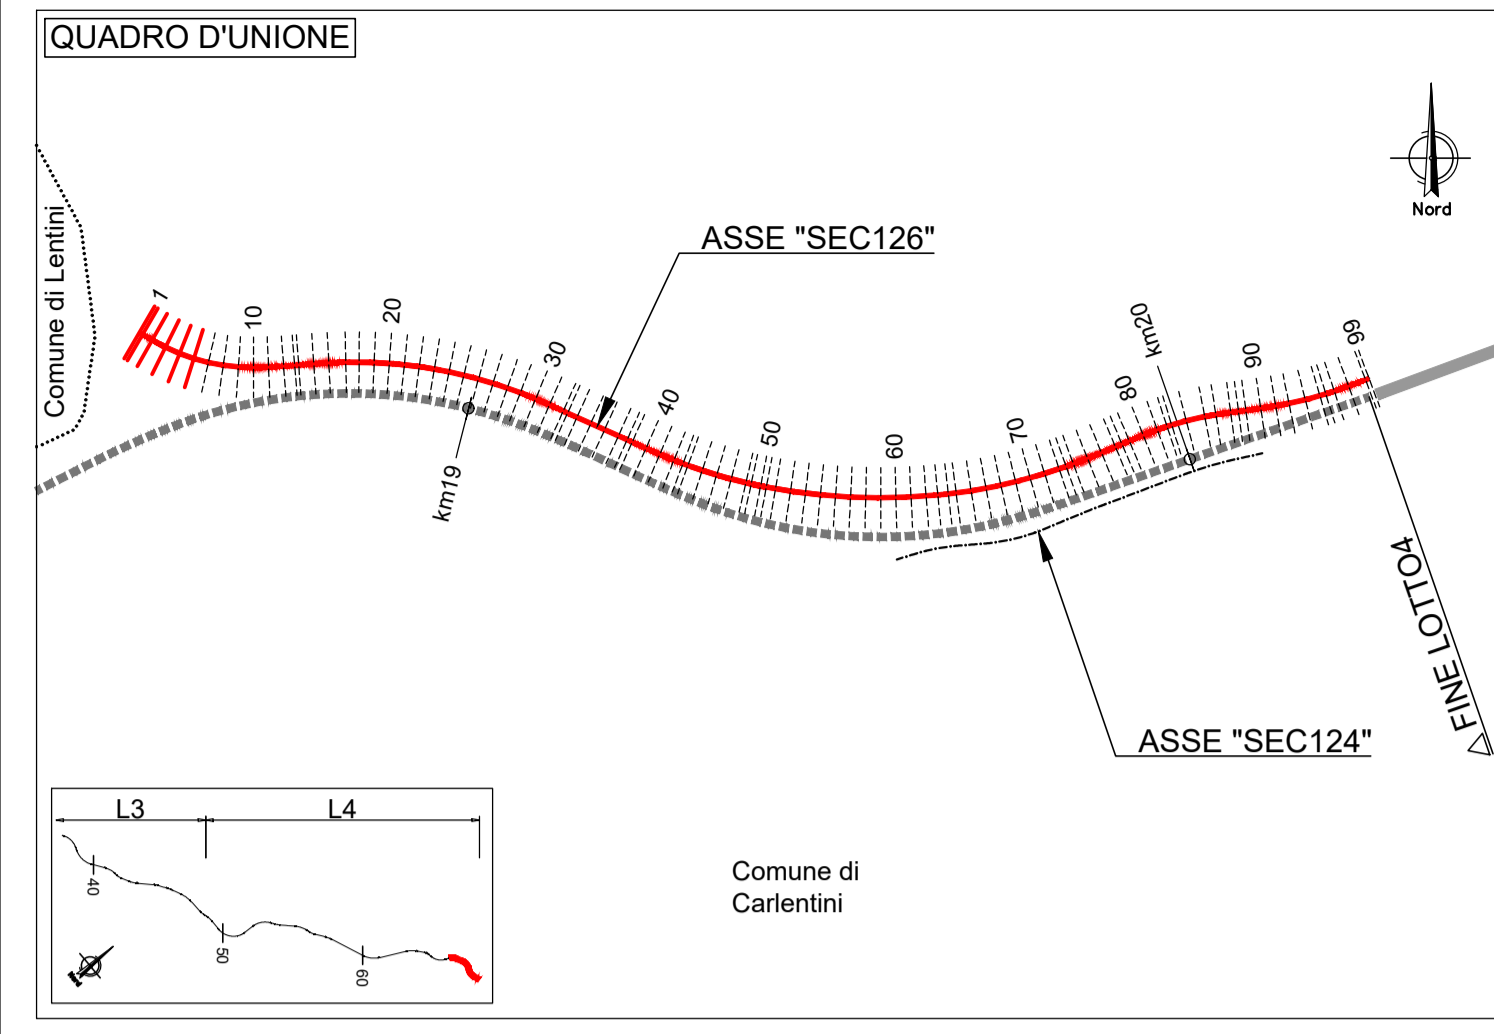 QUADRO D'UNIONE
Nord
Comune di Lentini
ASSE "SEC126"
1
10
20
30
40
50
60
70
80
90
99
km19
km20
FINE LOTTO4
ASSE "SEC124"
L3
L4
40
50
60
Comune di
Carlentini